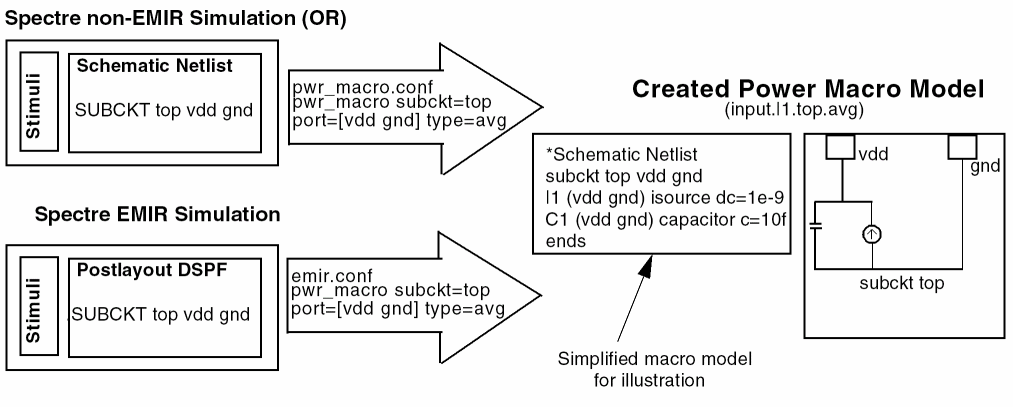 Spectre non-EMIR Simulation (OR)
Stimuli
Schematic Netlist
SUBCKT top vdd gnd
pwr_macro.conf
pwr_macro subckt=top
port=[vdd gnd] type=avg
Created Power Macro Model
(input.I1.top.avg)
*Schematic Netlist
subckt top vdd gnd
I1 (vdd gnd) isource dc=1e-9
C1 (vdd gnd) capacitor c=10f
ends
vdd
gnd
subckt top
Spectre EMIR Simulation
Stimuli
Postlayout DSPF
.SUBCKT top vdd gnd
emir.conf
pwr_macro subckt=top
port=[vdd gnd] type=avg
Simplified macro model
for illustration